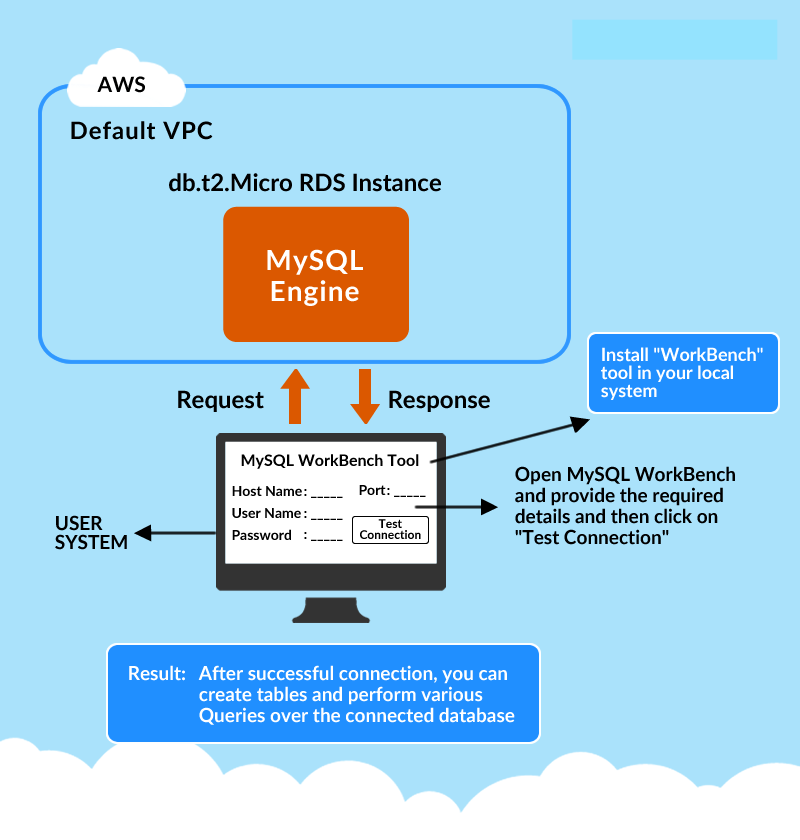 AWS
Default VPC
db.t2.Micro RDS Instance
MySQL
Engine
Request
Response
Install "WorkBench"
tool in your local
system
MySQL WorkBench Tool
Host Name: _____ Port: _____
User Name: _____
Password : _____
Test
Connection
Open MySQL WorkBench
and provide the required
details and then click on
"Test Connection"
USER
SYSTEM
Result: After successful connection, you can
create tables and perform various
Queries over the connected database